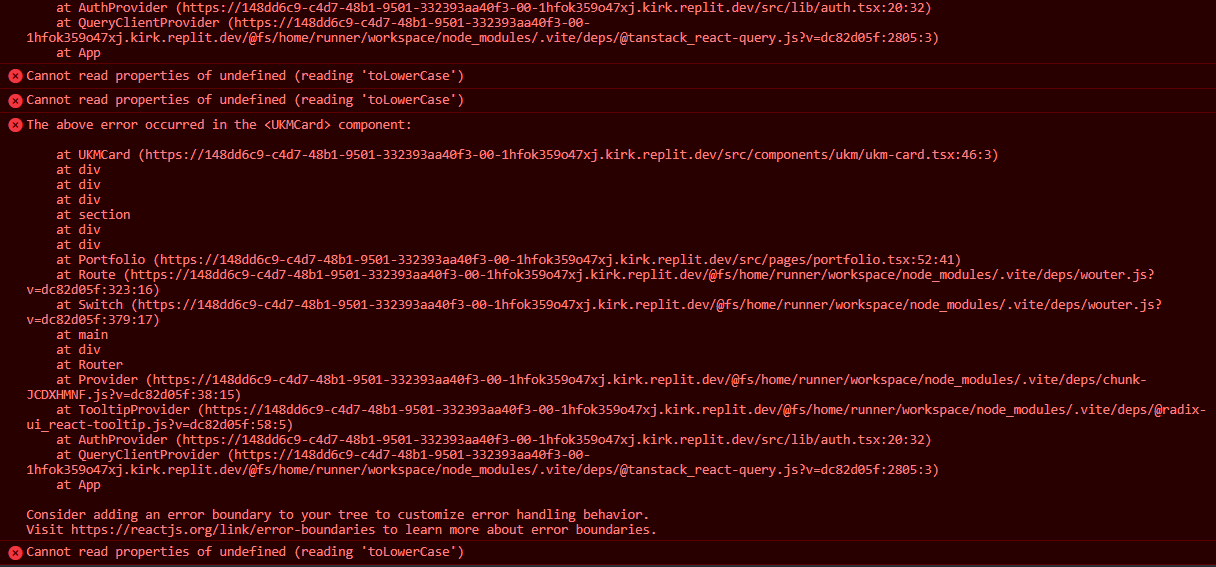 at AuthProvider (https://148dd6c9-c4d7-48b1-9501-332393aa40f3-00-1hfok359o47xj.kirk.replit.dev/src/lib/auth.tsx:20:32)
at QueryClientProvider (https://148dd6c9-c4d7-48b1-9501-332393aa40f3-00-
1hfok359o47xj.kirk.replit.dev/@fs/home/runner/workspace/node_modules/.vite/deps/@tanstack_react-query.js?v=dc82d05f:2805:3)
at App
Cannot read properties of undefined (reading 'toLowerCase')
Cannot read properties of undefined (reading 'toLowerCase')
The above error occurred in the <UKMCard> component:
at UKMCard (https://148dd6c9-c4d7-48b1-9501-332393aa40f3-00-1hfok359o47xj.kirk.replit.dev/src/components/ukm/ukm-card.tsx:46:3)
at div
at div
at div
at section
at div
at div
at Portfolio (https://148dd6c9-c4d7-48b1-9501-332393aa40f3-00-1hfok359o47xj.kirk.replit.dev/src/pages/portfolio.tsx:52:41)
at Route (https://148dd6c9-c4d7-48b1-9501-332393aa40f3-00-1hfok359o47xj.kirk.replit.dev/@fs/home/runner/workspace/node_modules/.vite/deps/wouter.js?
v=dc82d05f:323:16)
at Switch (https://148dd6c9-c4d7-48b1-9501-332393aa40f3-00-1hfok359o47xj.kirk.replit.dev/@fs/home/runner/workspace/node_modules/.vite/deps/wouter.js?
v=dc82d05f:379:17)
at main
at div
at Router
at Provider (https://148dd6c9-c4d7-48b1-9501-332393aa40f3-00-1hfok359o47xj.kirk.replit.dev/@fs/home/runner/workspace/node_modules/.vite/deps/chunk-
JCDXHMNF.js?v=dc82d05f:38:15)
at TooltipProvider (https://148dd6c9-c4d7-48b1-9501-332393aa40f3-00-1hfok359o47xj.kirk.replit.dev/@fs/home/runner/workspace/node_modules/.vite/deps/@radix-
ui_react-tooltip.js?v=dc82d05f:58:5)
at AuthProvider (https://148dd6c9-c4d7-48b1-9501-332393aa40f3-00-1hfok359o47xj.kirk.replit.dev/src/lib/auth.tsx:20:32)
at QueryClientProvider (https://148dd6c9-c4d7-48b1-9501-332393aa40f3-00-
1hfok359o47xj.kirk.replit.dev/@fs/home/runner/workspace/node_modules/.vite/deps/@tanstack_react-query.js?v=dc82d05f:2805:3)
at App
Consider adding an error boundary to your tree to customize error handling behavior.
Visit https://reactjs.org/link/error-boundaries to learn more about error boundaries.
Cannot read properties of undefined (reading 'toLowerCase')